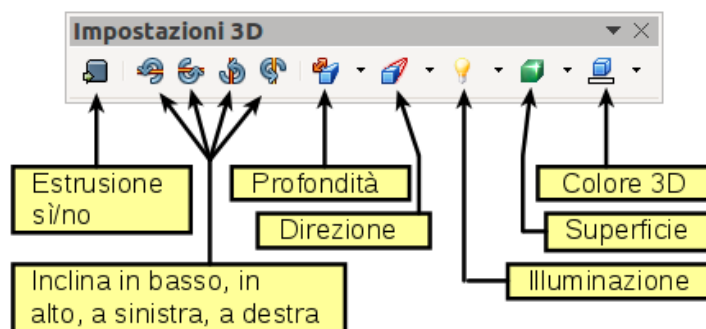 Impostazioni 3D
Estrusione
sì/no
Profondità
Colore 3D
Direzione
Superficie
Inclina in basso, in
alto, a sinistra, a destra
Illuminazione